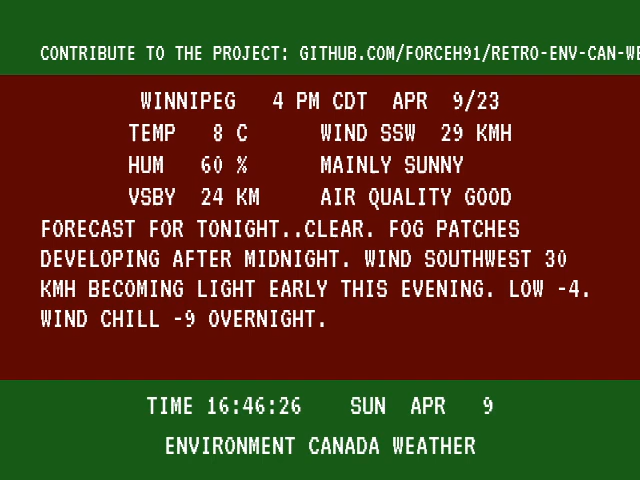 CONTRIBUTE TO THE PROJECT: GITHUB.COM/FORCEH91/RETRO-ENV-CAN-WE
WINNIPEG 4 PM CDT APR 9/23
TEMP 8 C WIND SSW 29 KMH
HUM 60 % MAINLY SUNNY
VSBY 24 KM AIR QUALITY GOOD
FORECAST FOR TONIGHT..CLEAR. FOG PATCHES
DEVELOPING AFTER MIDNIGHT. WIND SOUTHWEST 30
KMH BECOMING LIGHT EARLY THIS EVENING. LOW -4.
WIND CHILL -9 OVERNIGHT.
TIME 16:46:26 SUN APR 9
ENVIRONMENT CANADA WEATHER